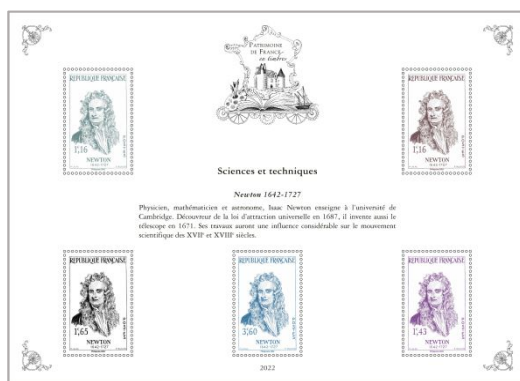 PATRIMOINE
DE FRANCE
en timbres
RÉPUBLIQUE FRANÇAISE
1€,16
NEWTON
1642-1727
RÉPUBLIQUE FRANÇAISE
1€,16
NEWTON
1642-1727
Sciences et techniques
Newton 1642-1727
Physicien, mathématicien et astronome, Isaac Newton enseigne à l'université de
Cambridge. Découvreur de la loi d'attraction universelle en 1687, il invente aussi le
télescope en 1671. Ses travaux auront une influence considérable sur le mouvement
scientifique des XVIIe et XVIIIe siècles.
RÉPUBLIQUE FRANÇAISE
1€,65
NEWTON
1642-1727
RÉPUBLIQUE FRANÇAISE
3€,60
NEWTON
1642-1727
RÉPUBLIQUE FRANÇAISE
1€,43
NEWTON
1642-1727
2022